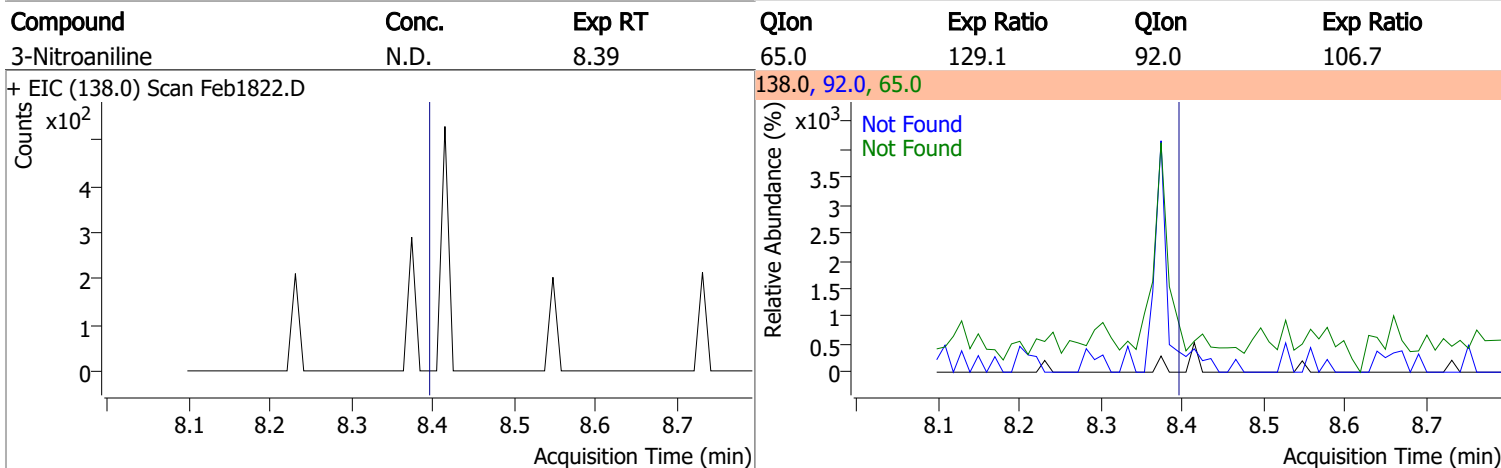 Compound Conc. Exp RT QIon Exp Ratio QIon Exp Ratio
3-Nitroaniline N.D. 8.39 65.0 129.1 92.0 106.7
+ EIC (138.0) Scan Feb1822.D
Counts
x10²
4
3
2
1
0
8.1 8.2 8.3 8.4 8.5 8.6 8.7
Acquisition Time (min)
138.0, 92.0, 65.0
Relative Abundance (%)
x10³
Not Found
Not Found
3.5
3
2.5
2
1.5
1
0.5
0
8.1 8.2 8.3 8.4 8.5 8.6 8.7
Acquisition Time (min)